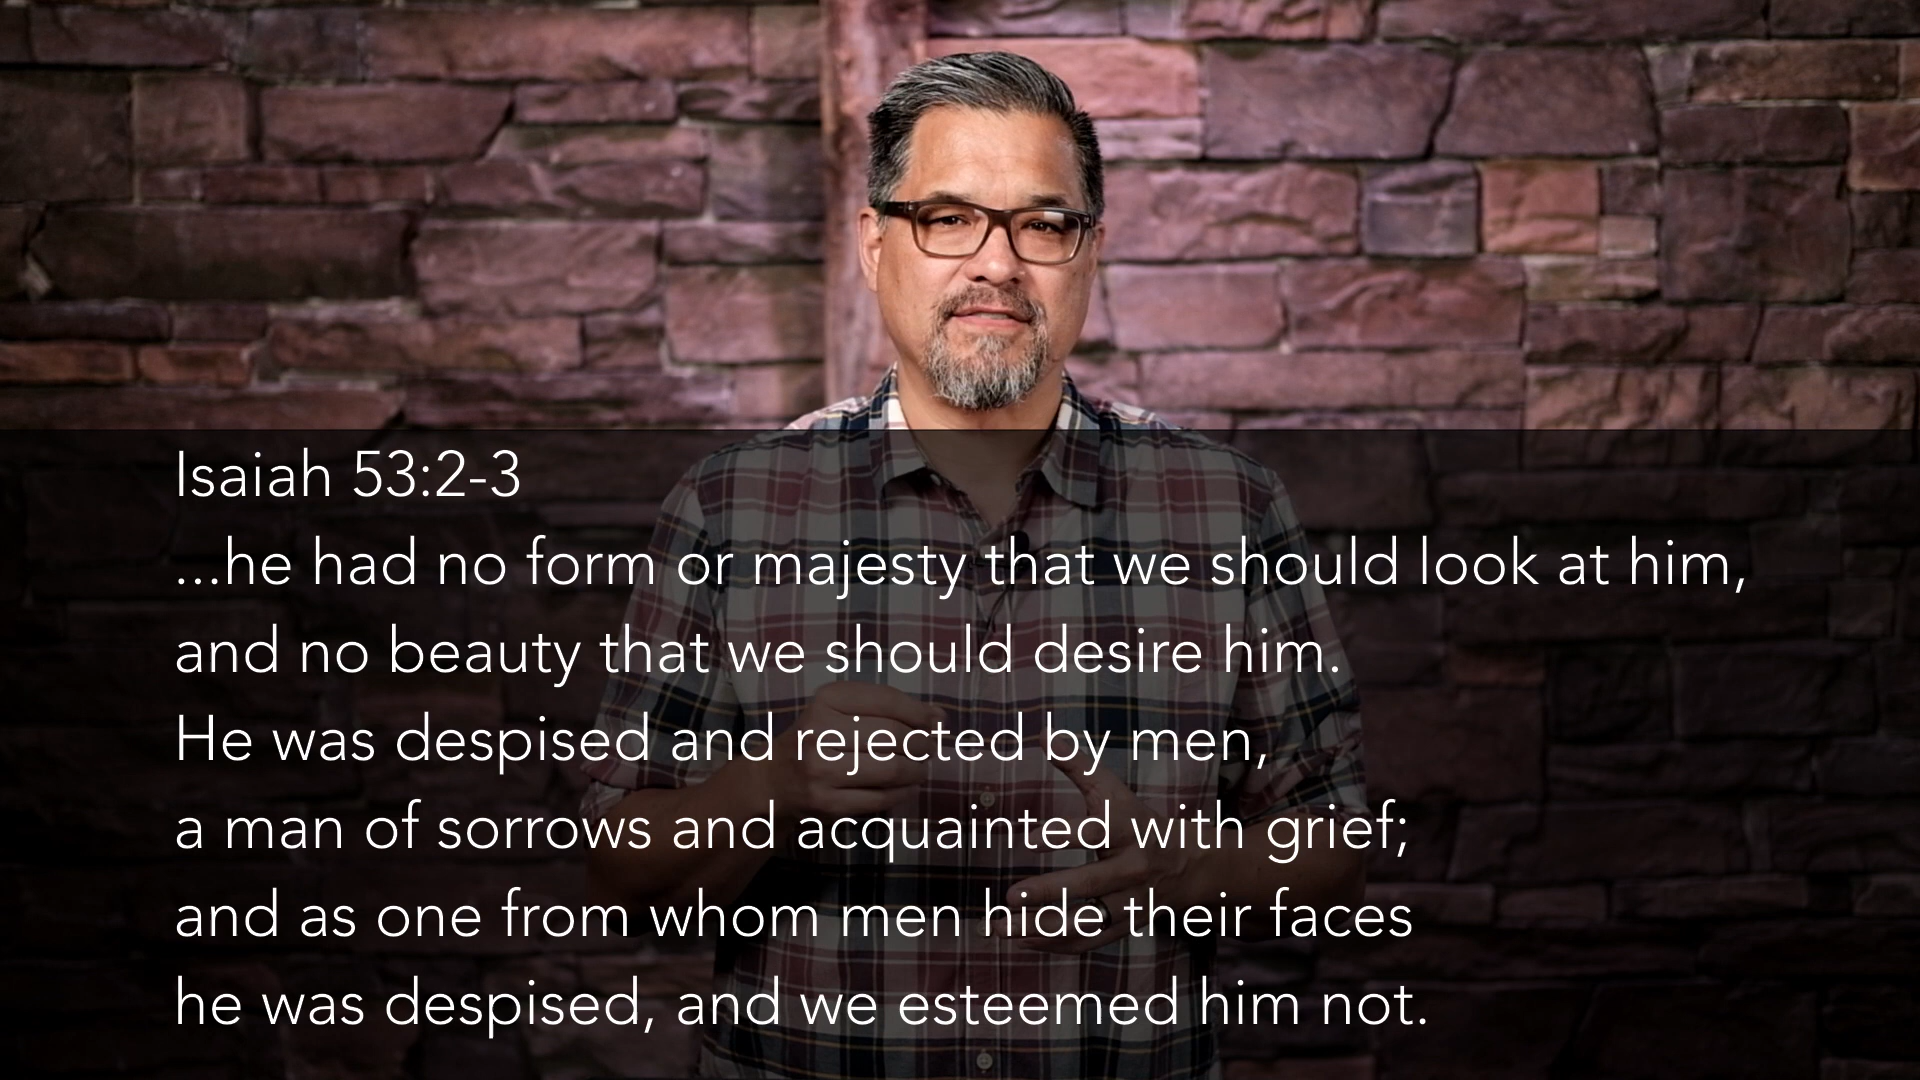 Isaiah 53:2-3
...he had no form or majesty that we should look at him,
and no beauty that we should desire him.
He was despised and rejected by men,
a man of sorrows and acquainted with grief;
and as one from whom men hide their faces
he was despised, and we esteemed him not.